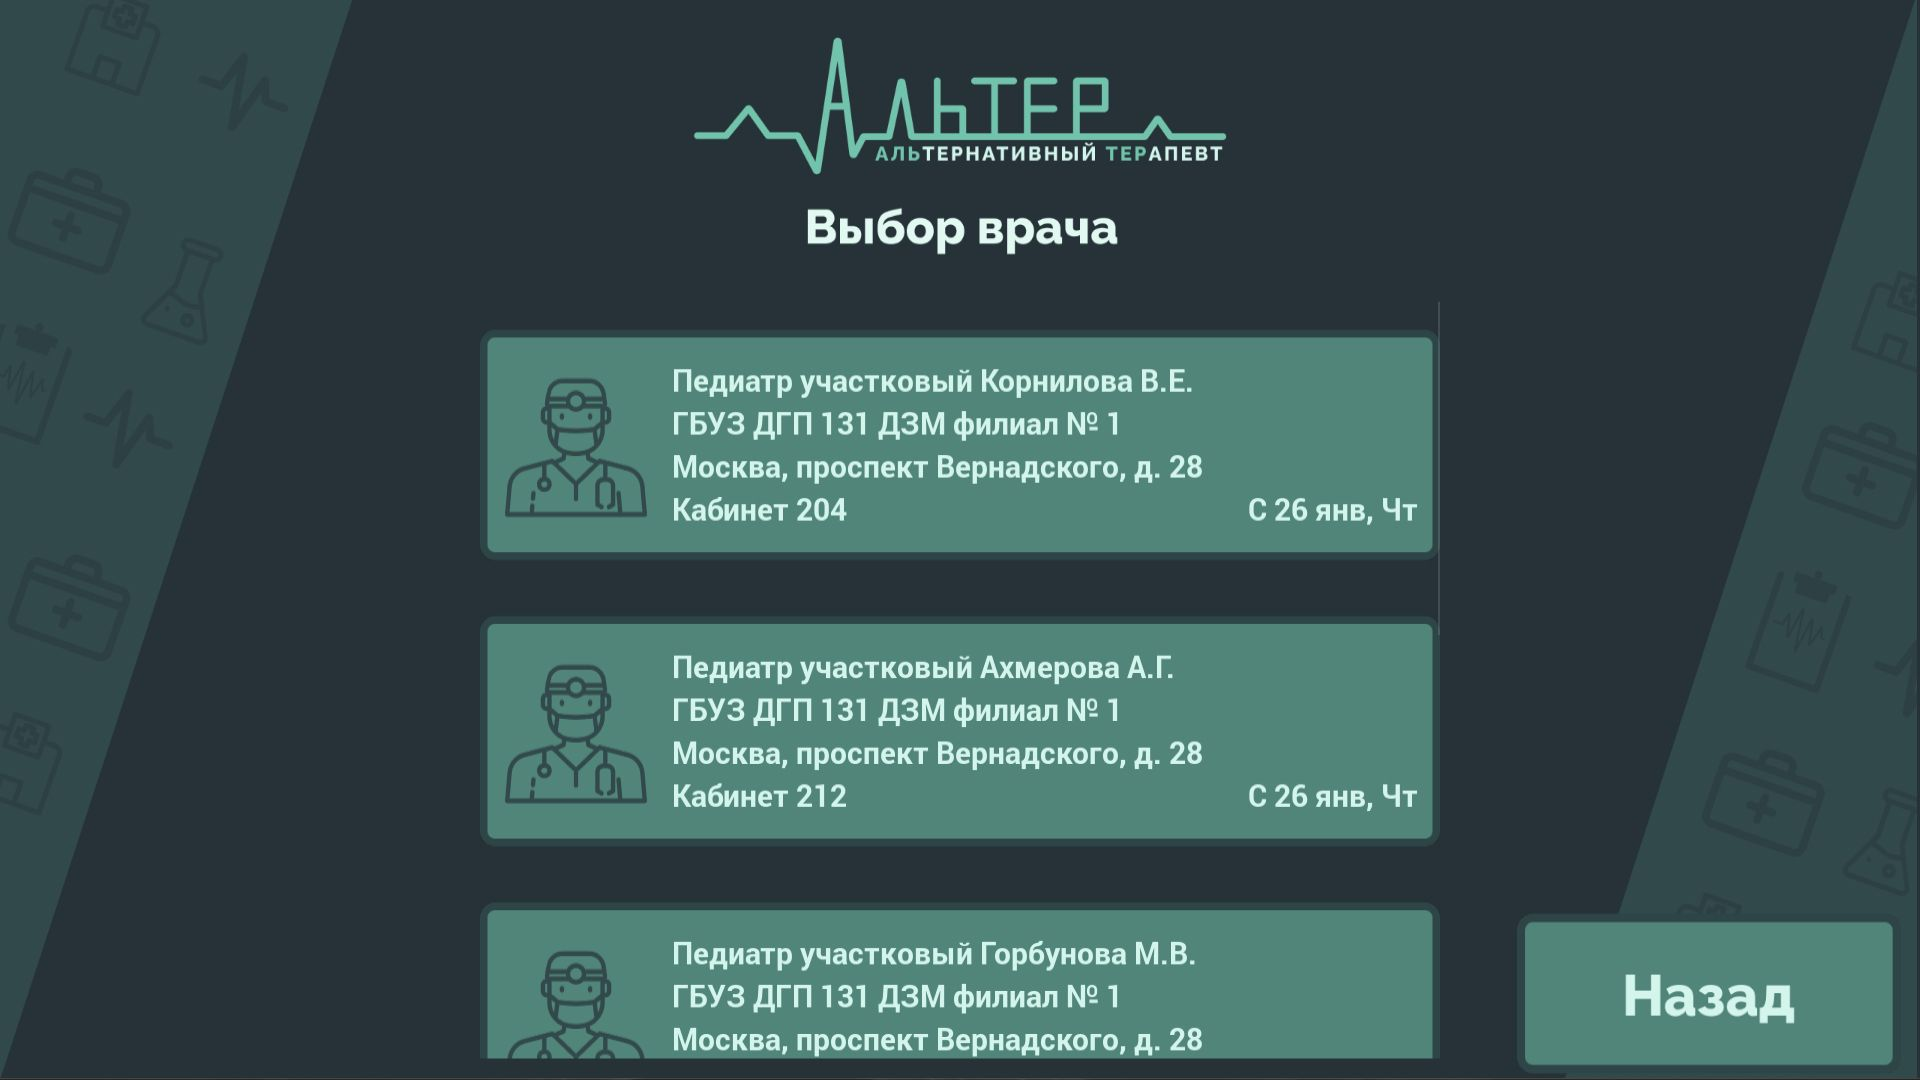 Альтер
АЛЬТЕРНАТИВНЫЙ ТЕРАПЕВТ
Выбор врача
Педиатр участковый Корнилова В.Е.
ГБУЗ ДГП 131 ДЗМ филиал № 1
Москва, проспект Вернадского, д. 28
Кабинет 204 С 26 янв, Чт
Педиатр участковый Ахмерова А.Г.
ГБУЗ ДГП 131 ДЗМ филиал № 1
Москва, проспект Вернадского, д. 28
Кабинет 212 С 26 янв, Чт
Педиатр участковый Горбунова М.В.
ГБУЗ ДГП 131 ДЗМ филиал № 1
Москва, проспект Вернадского, д. 28
Назад